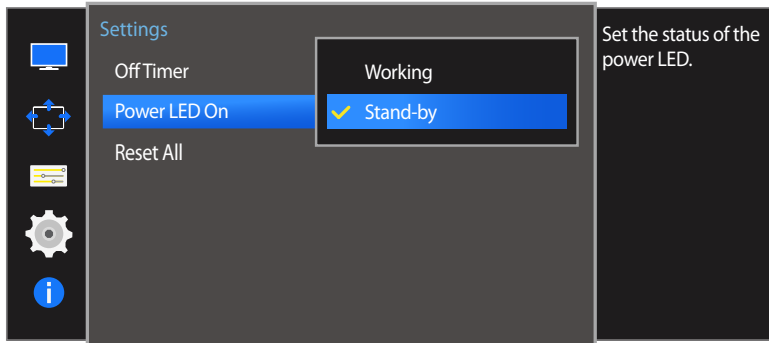 Settings
Off Timer
Power LED On
Reset All
Working
Stand-by
Set the status of the
power LED.